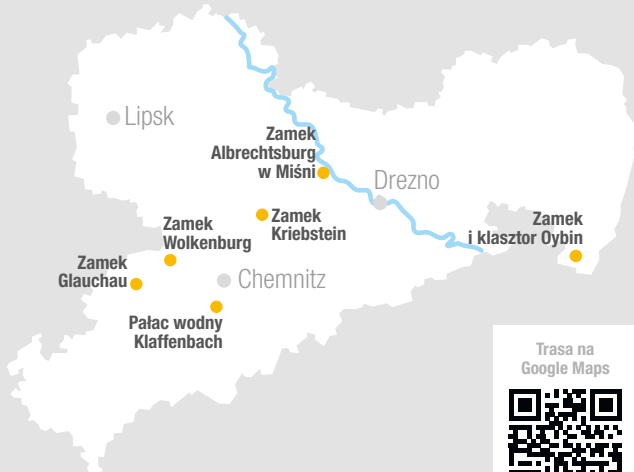 Lipsk
Zamek
Albrechtsburg
w Miśni
Drezno
Zamek
Kriebstein
Zamek
i klasztor Oybin
Zamek
Wolkenburg
Zamek
Glauchau
Chemnitz
Pałac wodny
Klaffenbach
Trasa na
Google Maps